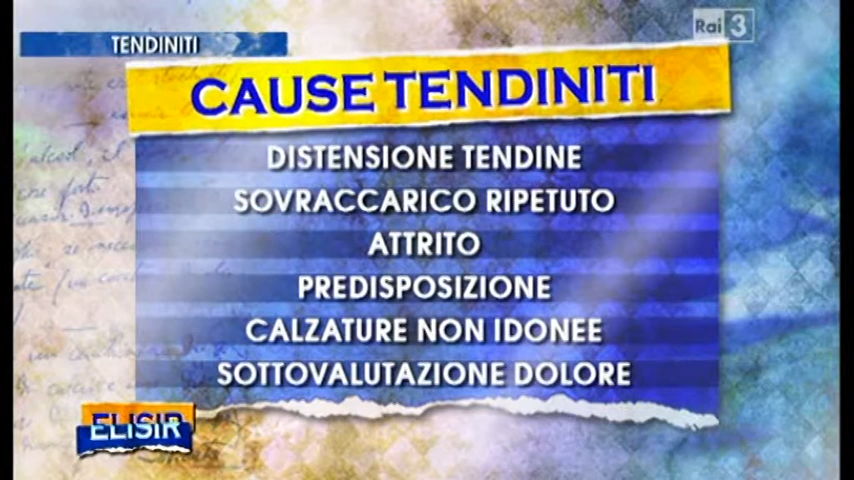 TENDINITI
Rai 3
CAUSE TENDINITI
DISTENSIONE TENDINE
SOVRACCARICO RIPETUTO
ATTRITO
PREDISPOSIZIONE
CALZATURE NON IDONEE
SOTTOVALUTAZIONE DOLORE
ELISIR